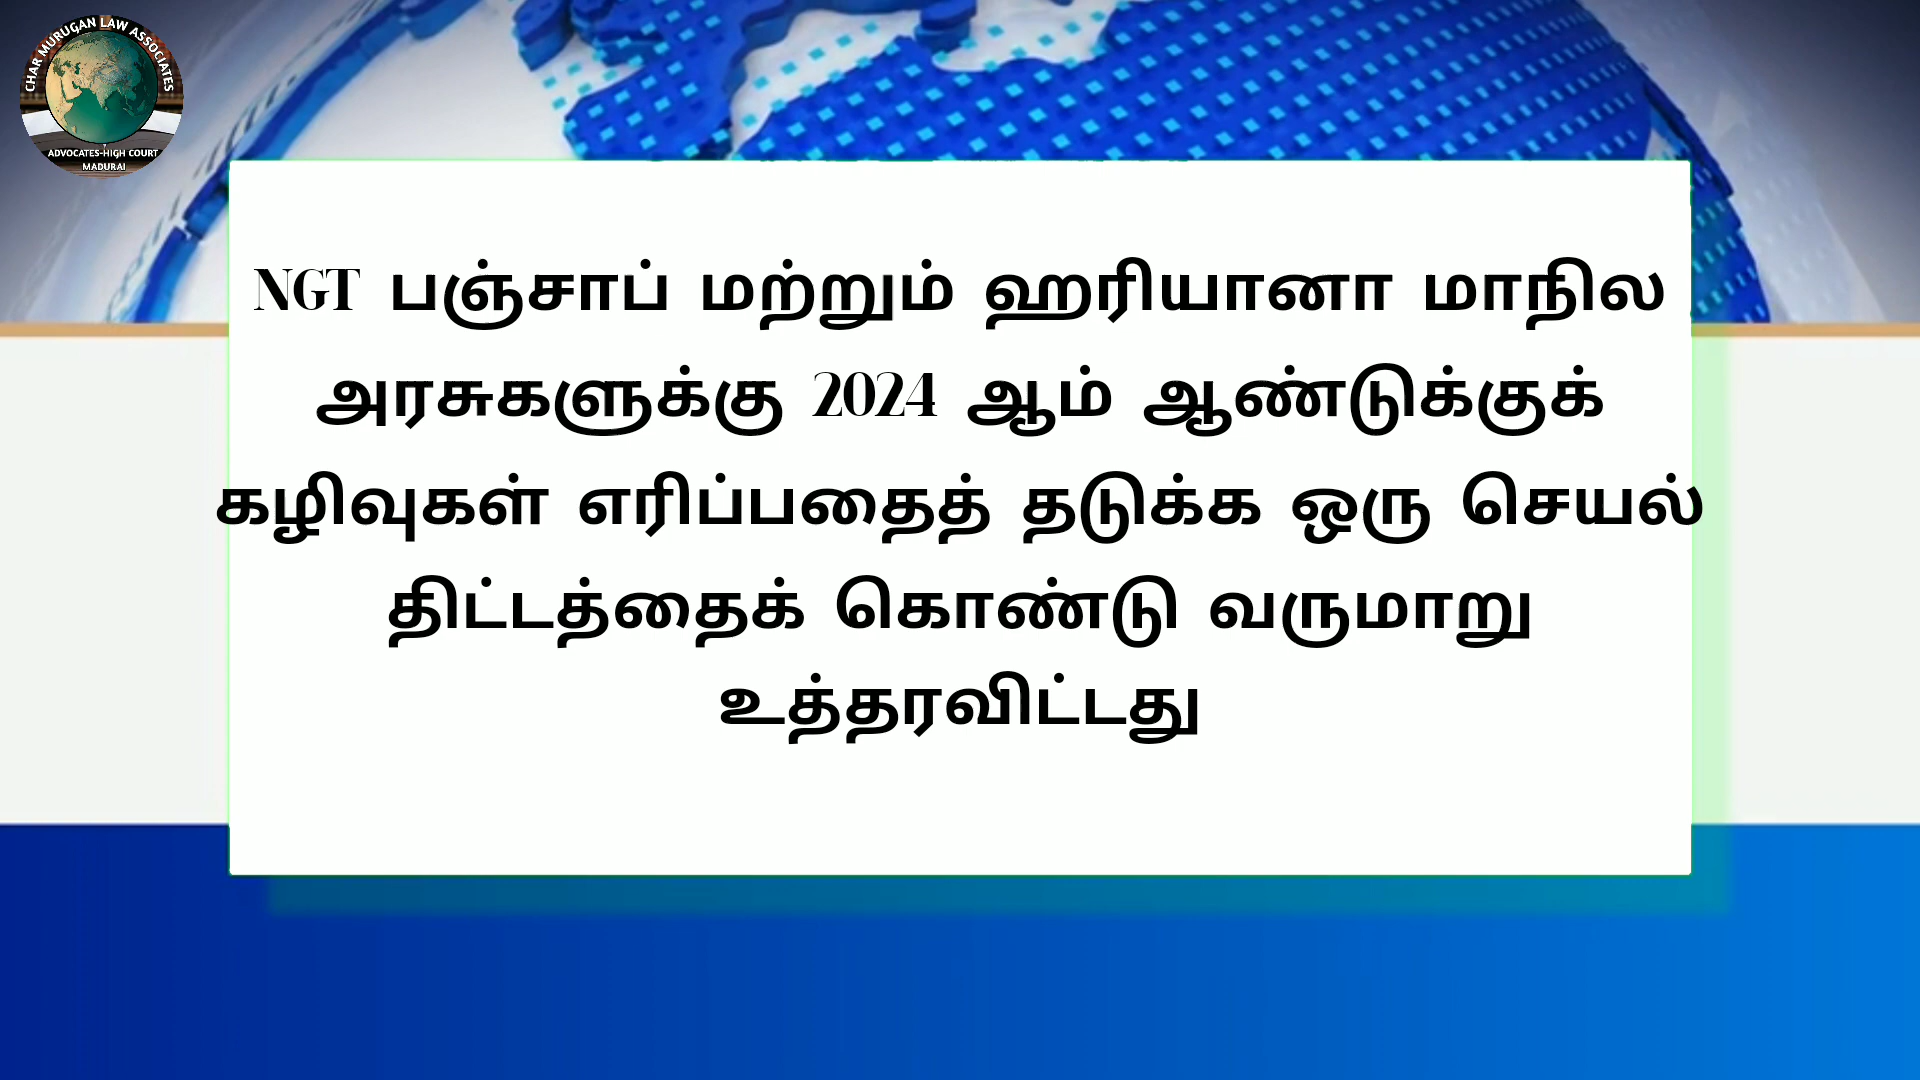 CHAR MURUGAN LAW ASSOCIATES
ADVOCATES-HIGH COURT
MADURAI
NGT பஞ்சாப் மற்றும் ஹரியானா மாநில
அரசுகளுக்கு 2024 ஆம் ஆண்டுக்குக்
கழிவுகள் எரிப்பதைத் தடுக்க ஒரு செயல்
திட்டத்தைக் கொண்டு வருமாறு
உத்தரவிட்டது